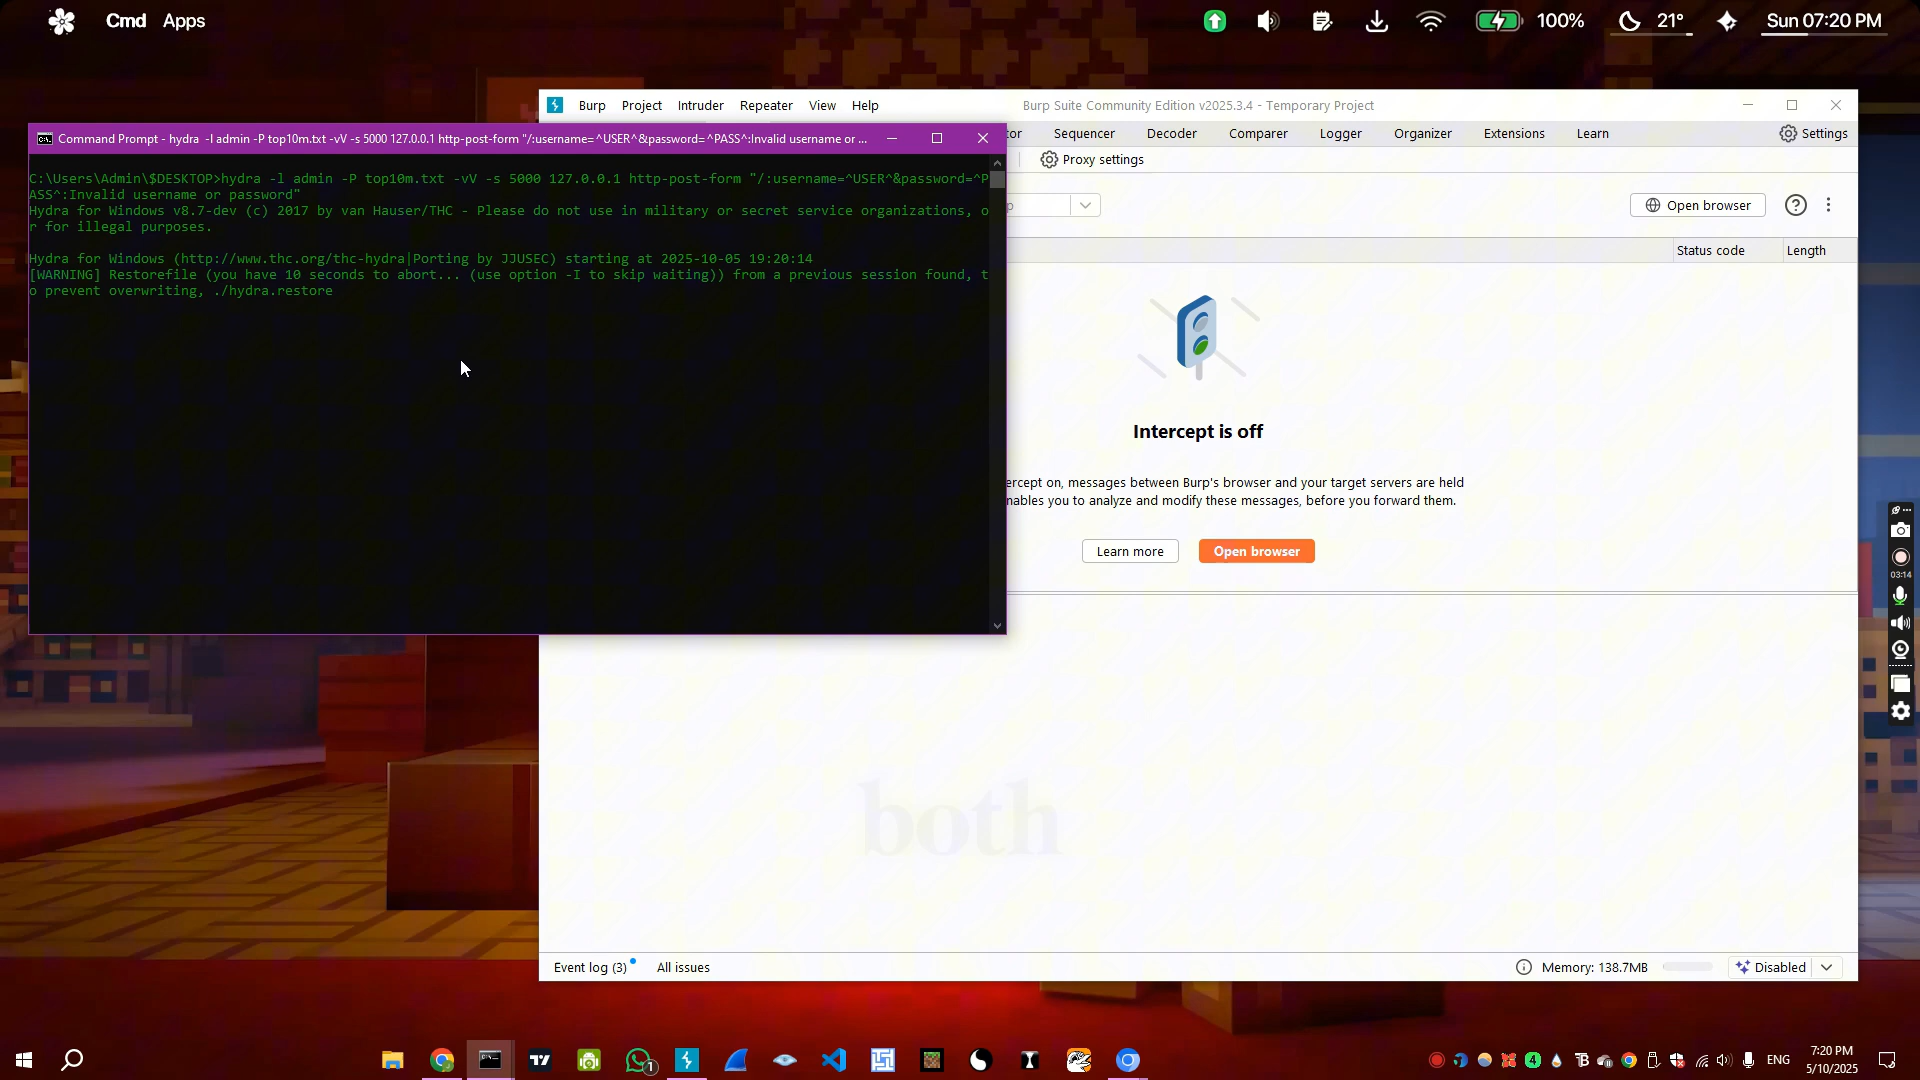 Cmd Apps
100% 21° Sun 07:20 PM
Burp Project Intruder Repeater View Help
Burp Suite Community Edition v2025.3.4 - Temporary Project
Command Prompt - hydra -l admin -P top10m.txt -vV -s 5000 127.0.0.1 http-post-form "/:username=^USER^&password=^PASS^:Invalid username or ...
Sequencer Decoder Comparer Logger Organizer Extensions Learn Settings
Proxy settings
Open browser
Status code Length
C:\Users\Admin\$DESKTOP>hydra -l admin -P top10m.txt -vV -s 5000 127.0.0.1 http-post-form "/:username=^USER^&password=^P
ASS^:Invalid username or password"
Hydra for Windows v8.7-dev (c) 2017 by van Hauser/THC - Please do not use in military or secret service organizations, o
r for illegal purposes.
Hydra for Windows (http://www.thc.org/thc-hydra|Porting by JJUSEC) starting at 2025-10-05 19:20:14
[WARNING] Restorefile (you have 10 seconds to abort... (use option -I to skip waiting)) from a previous session found, t
o prevent overwriting, ./hydra.restore
Intercept is off
ercept on, messages between Burp's browser and your target servers are held
nables you to analyze and modify these messages, before you forward them.
Learn more Open browser
03:14
both
Event log (3) All issues
Memory: 138.7MB Disabled
ENG
7:20 PM
5/10/2025